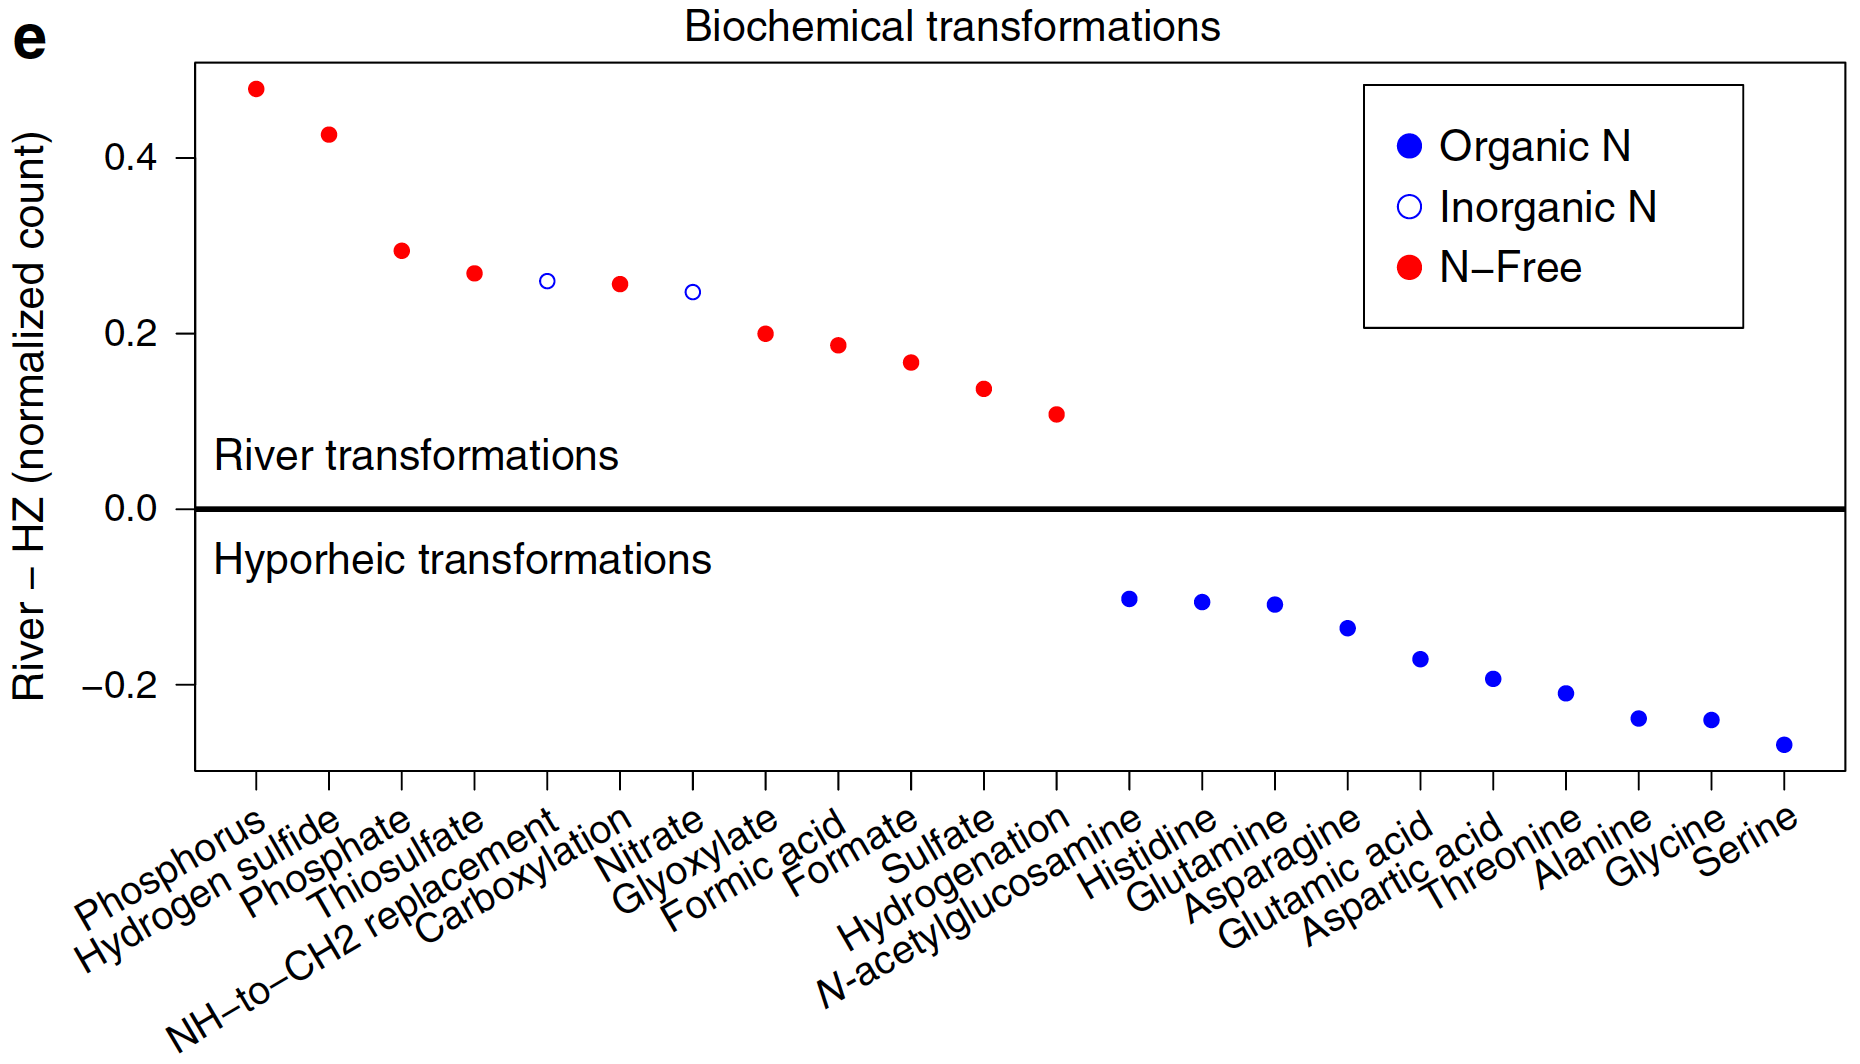 e
Biochemical transformations
River – HZ (normalized count)
0.4
0.2
0.0
−0.2
Organic N
Inorganic N
N−Free
River transformations
Hyporheic transformations
Phosphorus
Hydrogen sulfide
Phosphate
Thiosulfate
NH−to−CH2 replacement
Carboxylation
Nitrate
Glyoxylate
Formic acid
Formate
Sulfate
Hydrogenation
N-acetylglucosamine
Histidine
Glutamine
Asparagine
Glutamic acid
Aspartic acid
Threonine
Alanine
Glycine
Serine